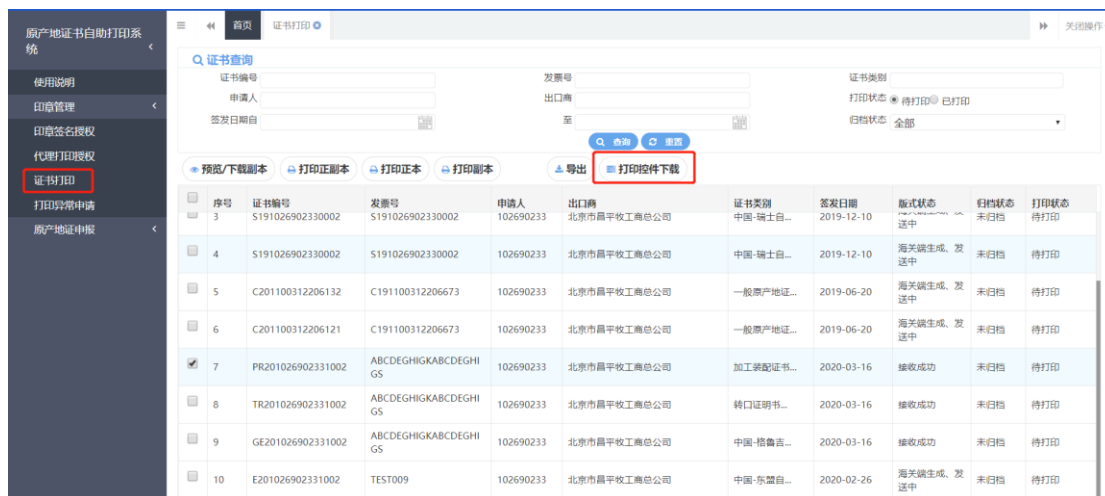 原产地证书自助打印系
统
首页 证书打印 关闭操作
使用说明
印章管理
印章签名授权
代理打印授权
证书打印
打印异常申请
原产地证申报
证书查询
证书编号 发票号 证书类别
申请人 出口商 打印状态 待打印 已打印
签发日期自 至 归档状态 全部
查询 重置
预览/下载副本 打印正副本 打印正本 打印副本 导出 打印控件下载
序号 证书编号 发票号 申请人 出口商 证书类别 签发日期 版式状态 归档状态 打印状态
3 S191026902330002 S191026902330002 102690233 北京市昌平牧工商总公司 中国-瑞士自... 2019-12-10 海关端生成、发 未归档 待打印
送中
4 S191026902330002 S191026902330002 102690233 北京市昌平牧工商总公司 中国-瑞士自... 2019-12-10 海关端生成、发 未归档 待打印
送中
5 C201100312206132 C191100312206673 102690233 北京市昌平牧工商总公司 一般原产地证... 2019-06-20 海关端生成、发 未归档 待打印
送中
6 C201100312206121 C191100312206673 102690233 北京市昌平牧工商总公司 一般原产地证... 2019-06-20 海关端生成、发 未归档 待打印
送中
7 PR201026902331002 ABCDEGHIGKABCDEGHI 102690233 北京市昌平牧工商总公司 加工装配证书... 2020-03-16 接收成功 未归档 待打印
GS
8 TR201026902331002 ABCDEGHIGKABCDEGHI 102690233 北京市昌平牧工商总公司 转口证明书... 2020-03-16 接收成功 未归档 待打印
GS
9 GE201026902331002 ABCDEGHIGKABCDEGHI 102690233 北京市昌平牧工商总公司 中国-格鲁吉... 2020-03-16 接收成功 未归档 待打印
GS
10 E201026902331002 TEST009 102690233 北京市昌平牧工商总公司 中国-东盟自... 2020-02-26 海关端生成、发 未归档 待打印
送中